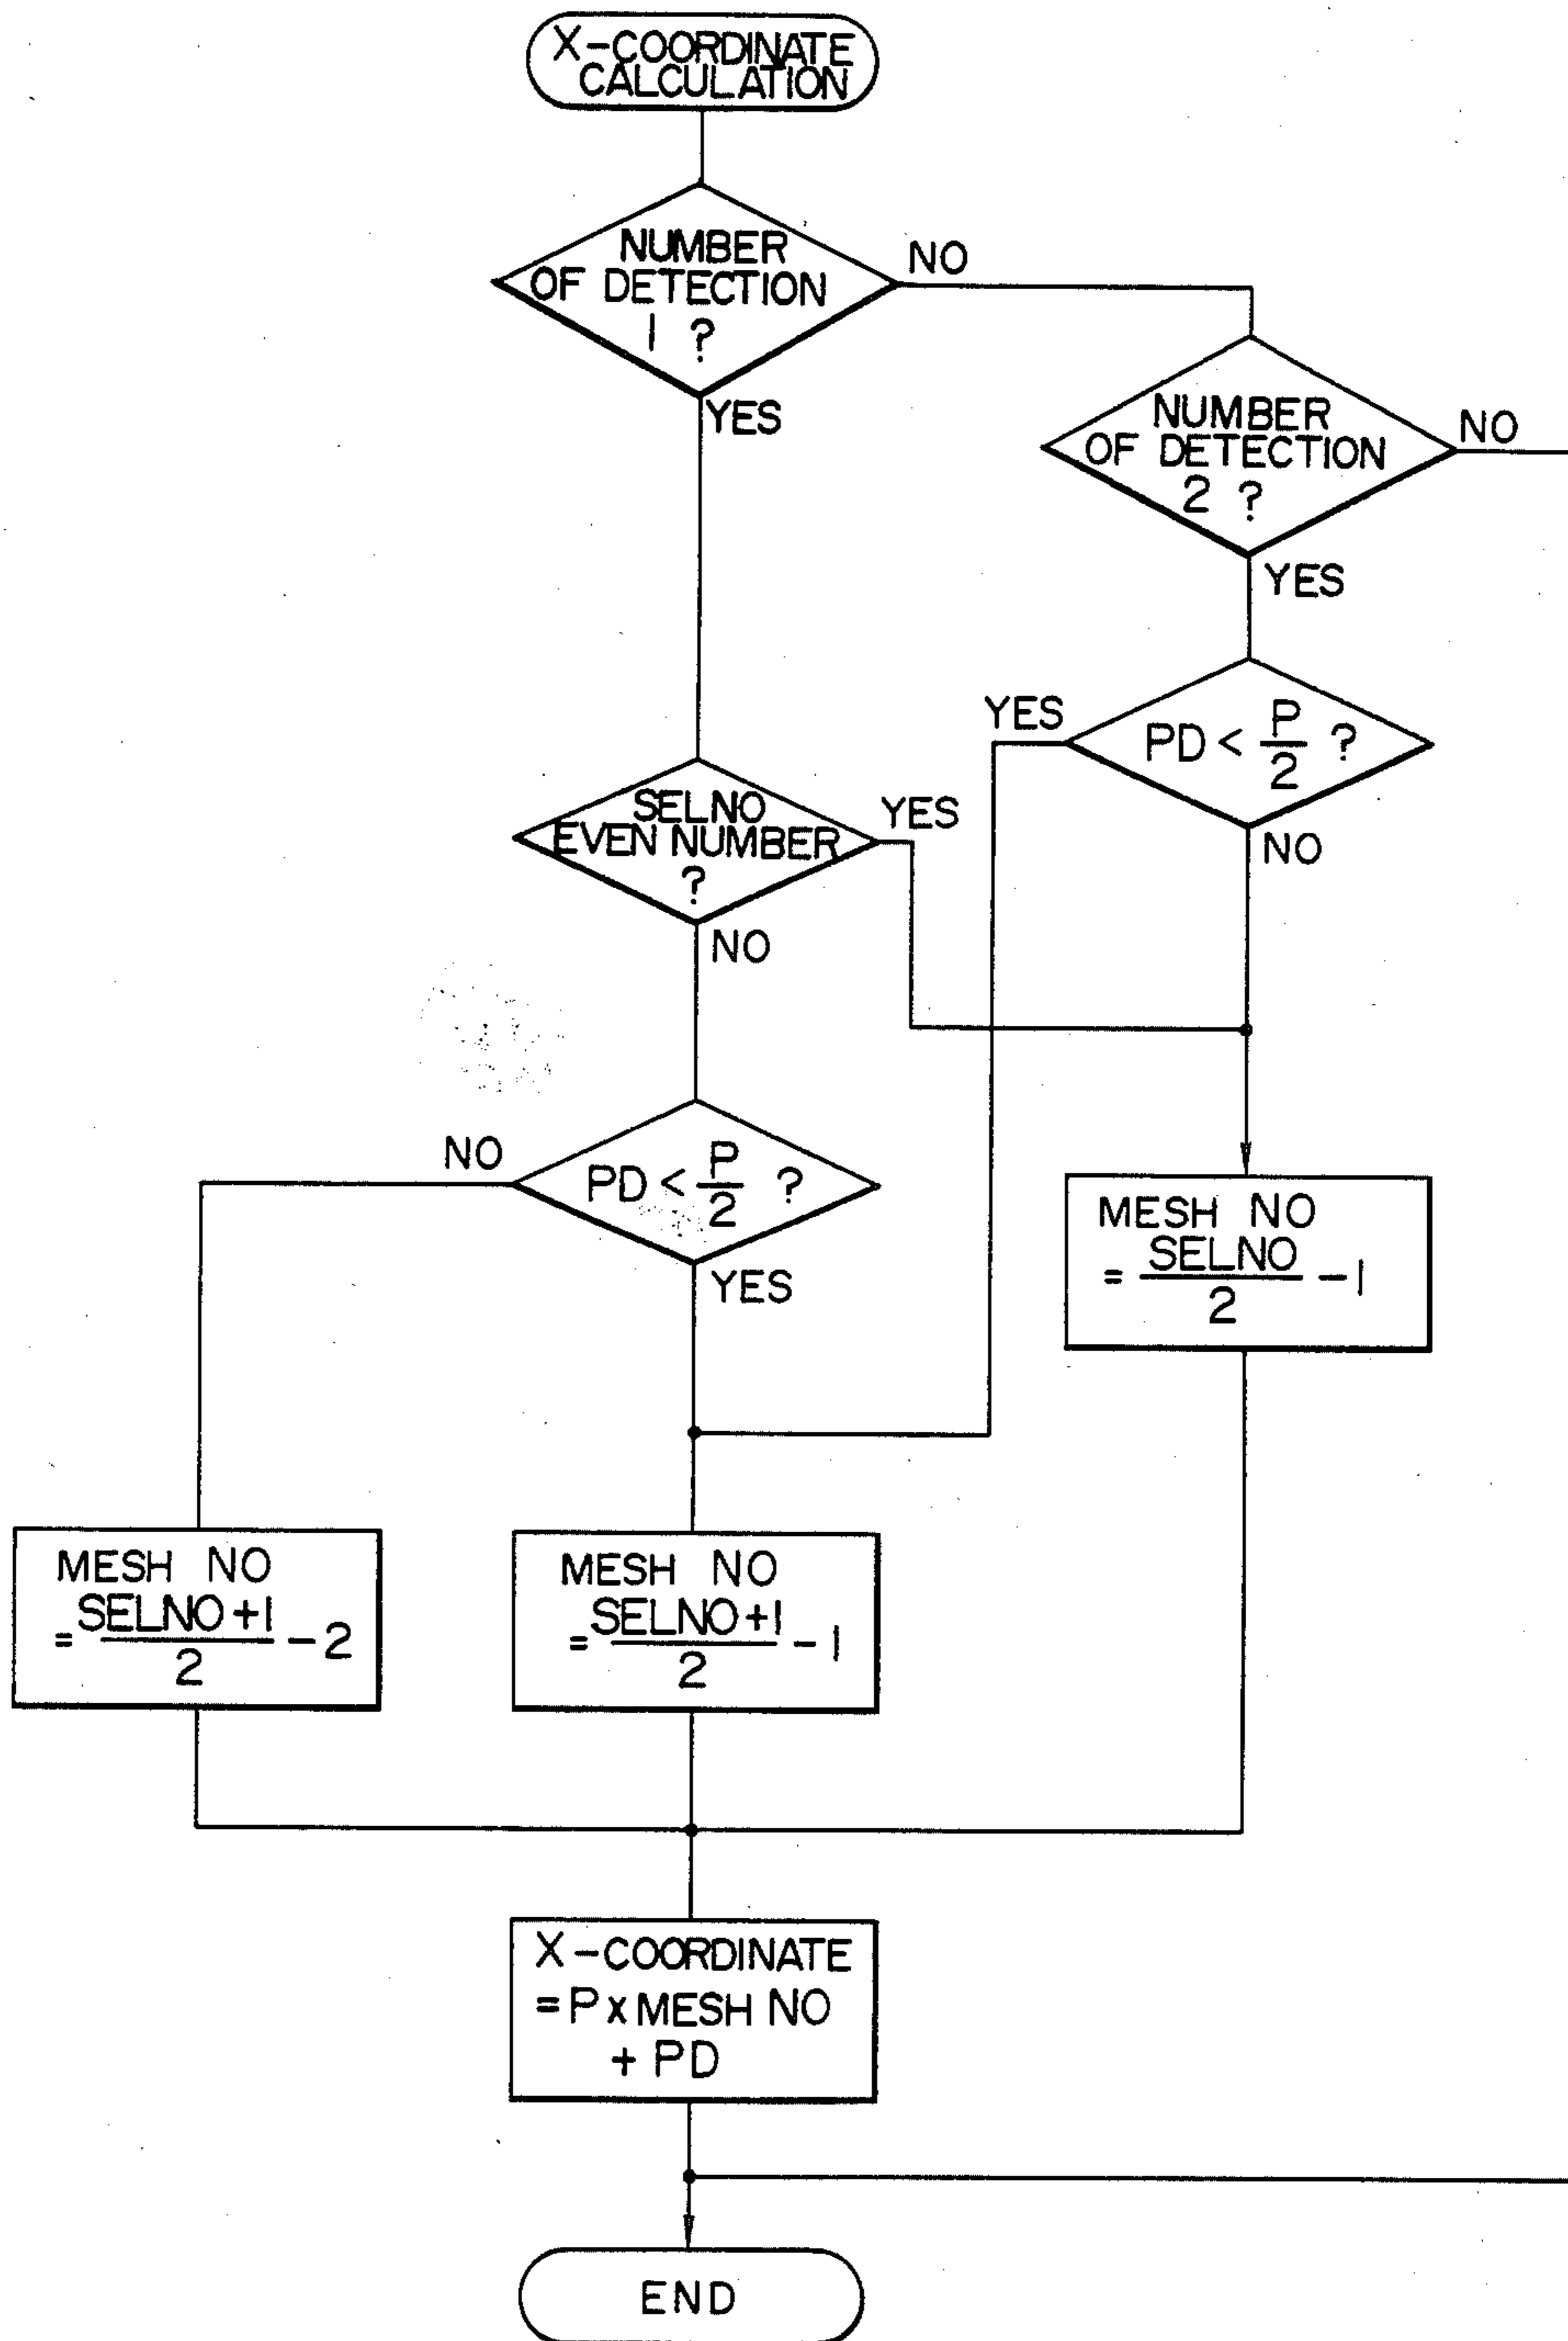 X-COORDINATE
CALCULATION
NUMBER
OF DETECTION
1 ?
NO
YES
NUMBER
OF DETECTION
2 ?
NO
YES
PD < P/2 ?
YES
NO
SELNO
EVEN NUMBER
?
YES
NO
PD < P/2 ?
NO
YES
MESH NO
= SELNO/2 - 1
MESH NO
= SELNO+1/2 - 2
MESH NO
= SELNO+1/2 - 1
X-COORDINATE
= P x MESH NO
+ PD
END